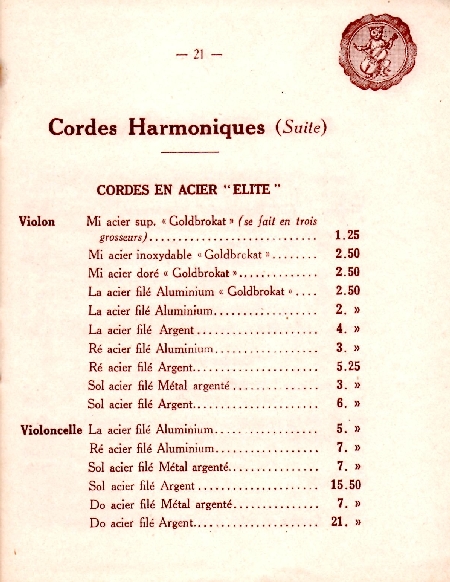 — 21 —
Cordes Harmoniques (Suite)
CORDES EN ACIER "ELITE"
Violon Mi acier sup. « Goldbrokat » (se fait en trois
grosseurs)............................ 1.25
Mi acier inoxydable « Goldbrokat »........ 2.50
Mi acier doré « Goldbrokat ».............. 2.50
La acier filé Aluminium « Goldbrokat ».... 2.50
La acier filé Aluminium.................. 2. »
La acier filé Argent..................... 4. »
Ré acier filé Aluminium.................. 3. »
Ré acier filé Argent..................... 5.25
Sol acier filé Métal argenté............... 3. »
Sol acier filé Argent..................... 6. »
Violoncelle La acier filé Aluminium.................. 5. »
Ré acier filé Aluminium.................. 7. »
Sol acier filé Métal argenté............... 7. »
Sol acier filé Argent..................... 15.50
Do acier filé Métal argenté............... 7. »
Do acier filé Argent..................... 21. »